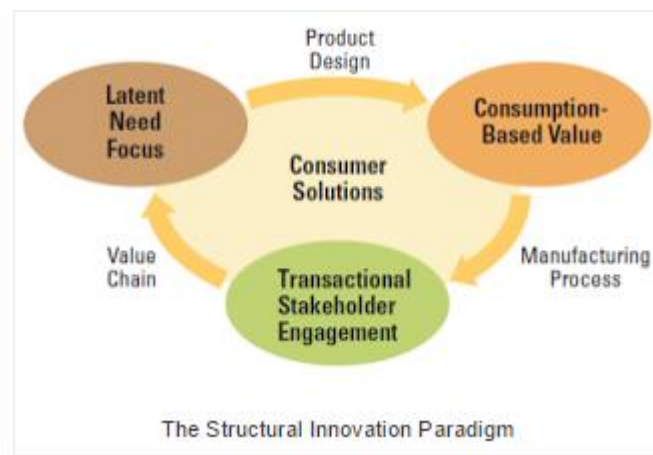 Product
Design
Latent
Need
Focus
Consumption-
Based Value
Consumer
Solutions
Value
Chain
Manufacturing
Process
Transactional
Stakeholder
Engagement
The Structural Innovation Paradigm